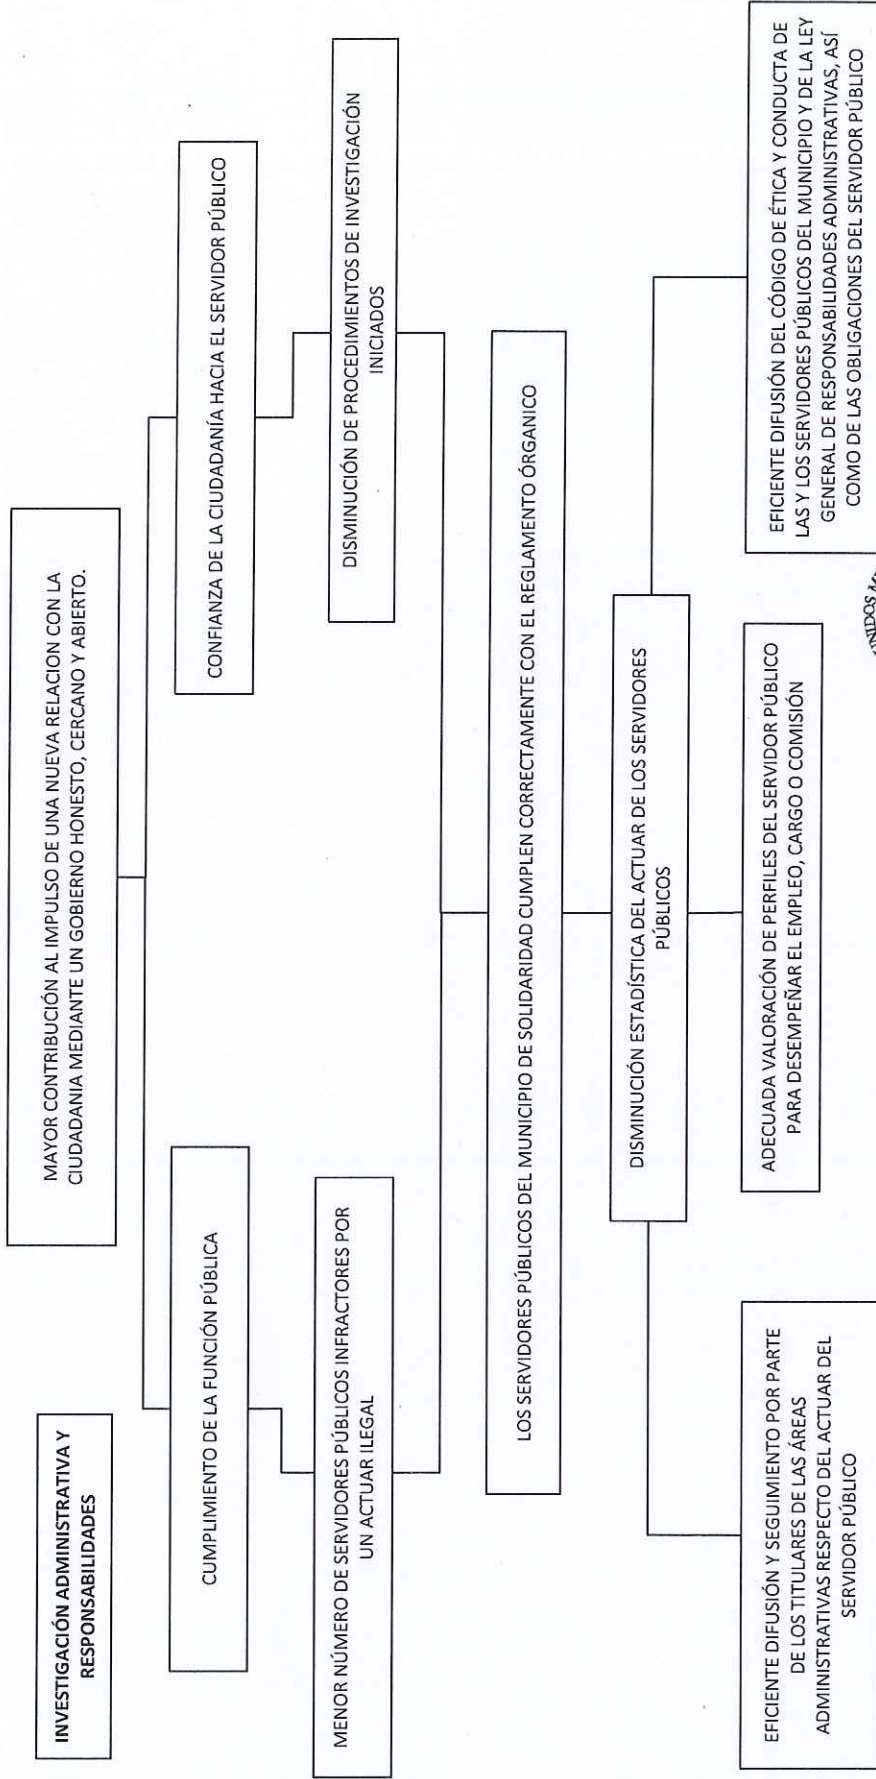 INVESTIGACIÓN ADMINISTRATIVA Y
RESPONSABILIDADES
MAYOR CONTRIBUCIÓN AL IMPULSO DE UNA NUEVA RELACION CON LA
CIUDADANIA MEDIANTE UN GOBIERNO HONESTO, CERCANO Y ABIERTO.
CUMPLIMIENTO DE LA FUNCIÓN PÚBLICA
CONFIANZA DE LA CIUDADANÍA HACIA EL SERVIDOR PÚBLICO
MENOR NÚMERO DE SERVIDORES PÚBLICOS INFRACTORES POR
UN ACTUAR ILEGAL
DISMINUCIÓN DE PROCEDIMIENTOS DE INVESTIGACIÓN
INICIADOS
LOS SERVIDORES PÚBLICOS DEL MUNICIPIO DE SOLIDARIDAD CUMPLEN CORRECTAMENTE CON EL REGLAMENTO ÓRGANICO
DISMINUCIÓN ESTADÍSTICA DEL ACTUAR DE LOS SERVIDORES
PÚBLICOS
EFICIENTE DIFUSIÓN Y SEGUIMIENTO POR PARTE
DE LOS TITULARES DE LAS ÁREAS
ADMINISTRATIVAS RESPECTO DEL ACTUAR DEL
SERVIDOR PÚBLICO
ADECUADA VALORACIÓN DE PERFILES DEL SERVIDOR PÚBLICO
PARA DESEMPEÑAR EL EMPLEO, CARGO O COMISIÓN
EFICIENTE DIFUSIÓN DEL CÓDIGO DE ÉTICA Y CONDUCTA DE
LAS Y LOS SERVIDORES PÚBLICOS DEL MUNICIPIO Y DE LA LEY
GENERAL DE RESPONSABILIDADES ADMINISTRATIVAS, ASÍ
COMO DE LAS OBLIGACIONES DEL SERVIDOR PÚBLICO
UNIDOS